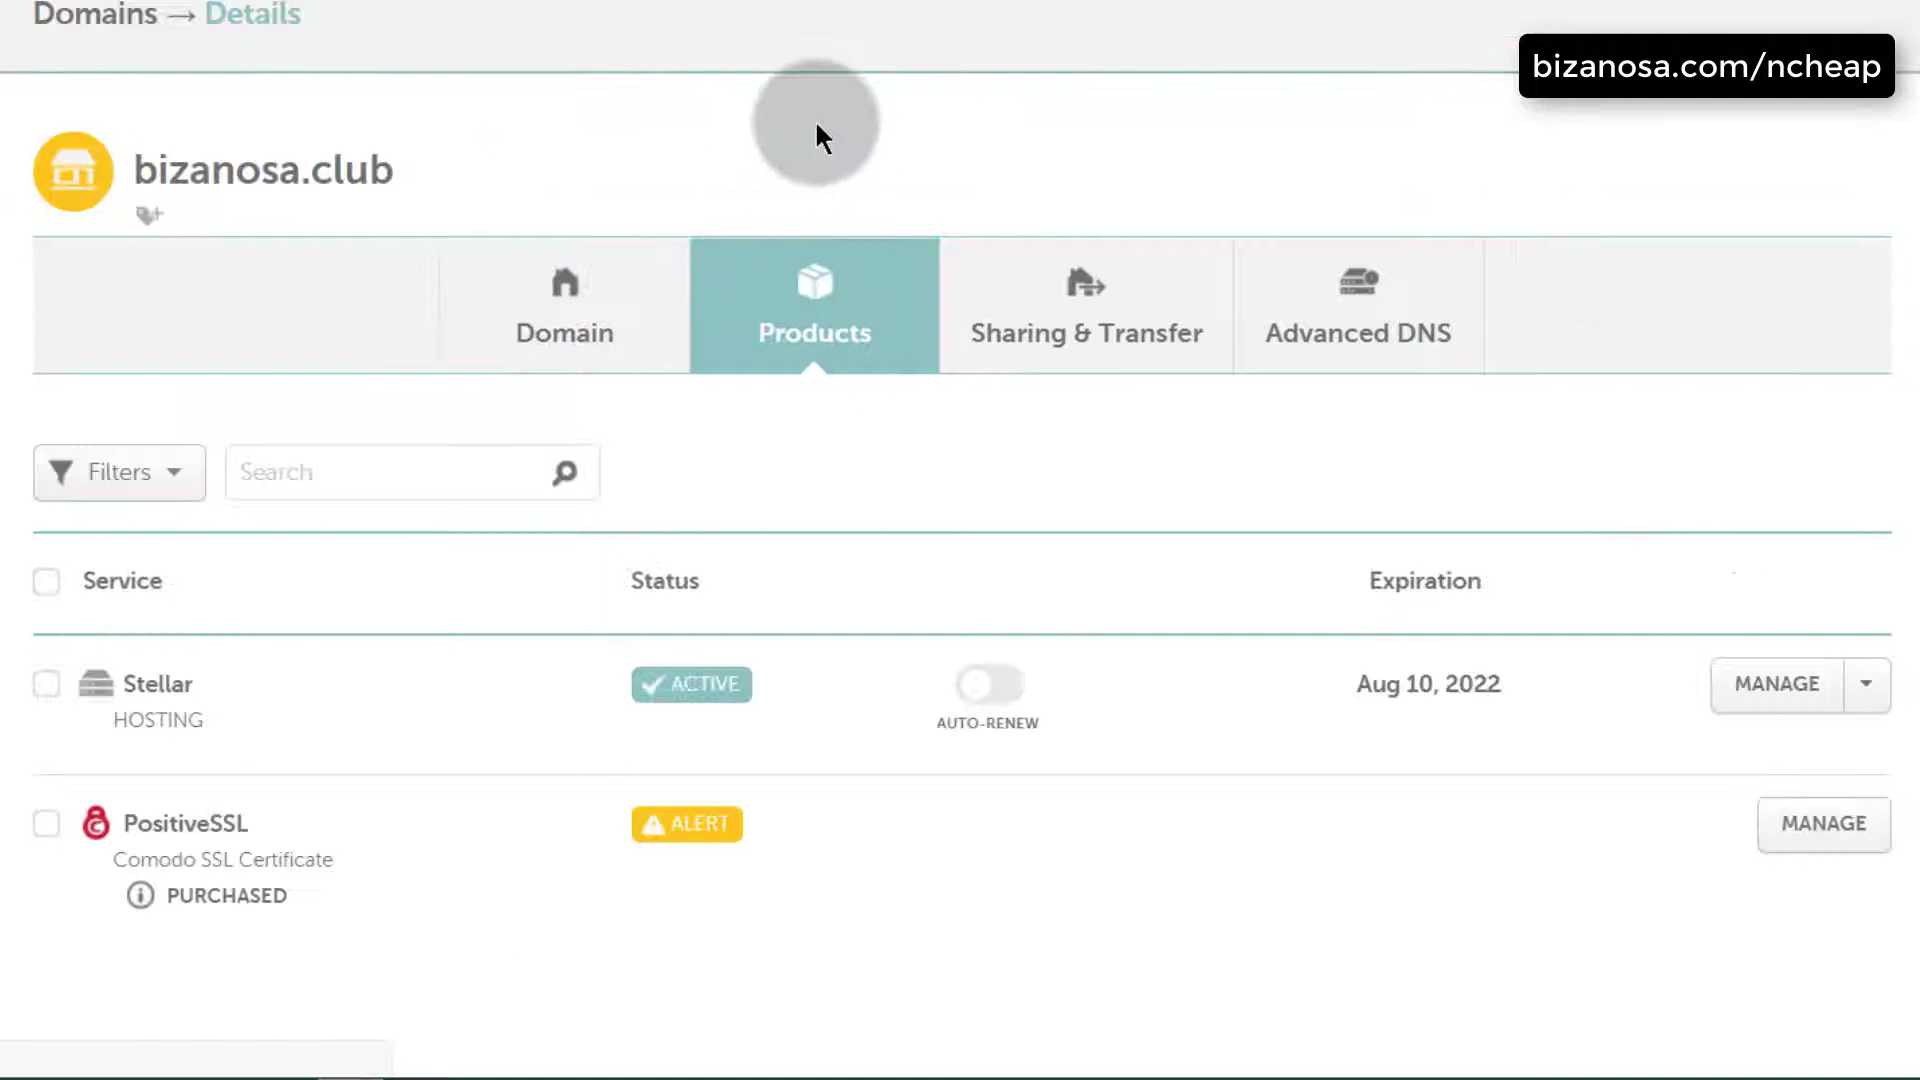 Domains → Details
bizanosa.com/ncheap
bizanosa.club
Domain
Products
Sharing & Transfer
Advanced DNS
Filters
Search
Service
Status
Expiration
Stellar
HOSTING
ACTIVE
AUTO-RENEW
Aug 10, 2022
MANAGE
PositiveSSL
Comodo SSL Certificate
PURCHASED
ALERT
MANAGE